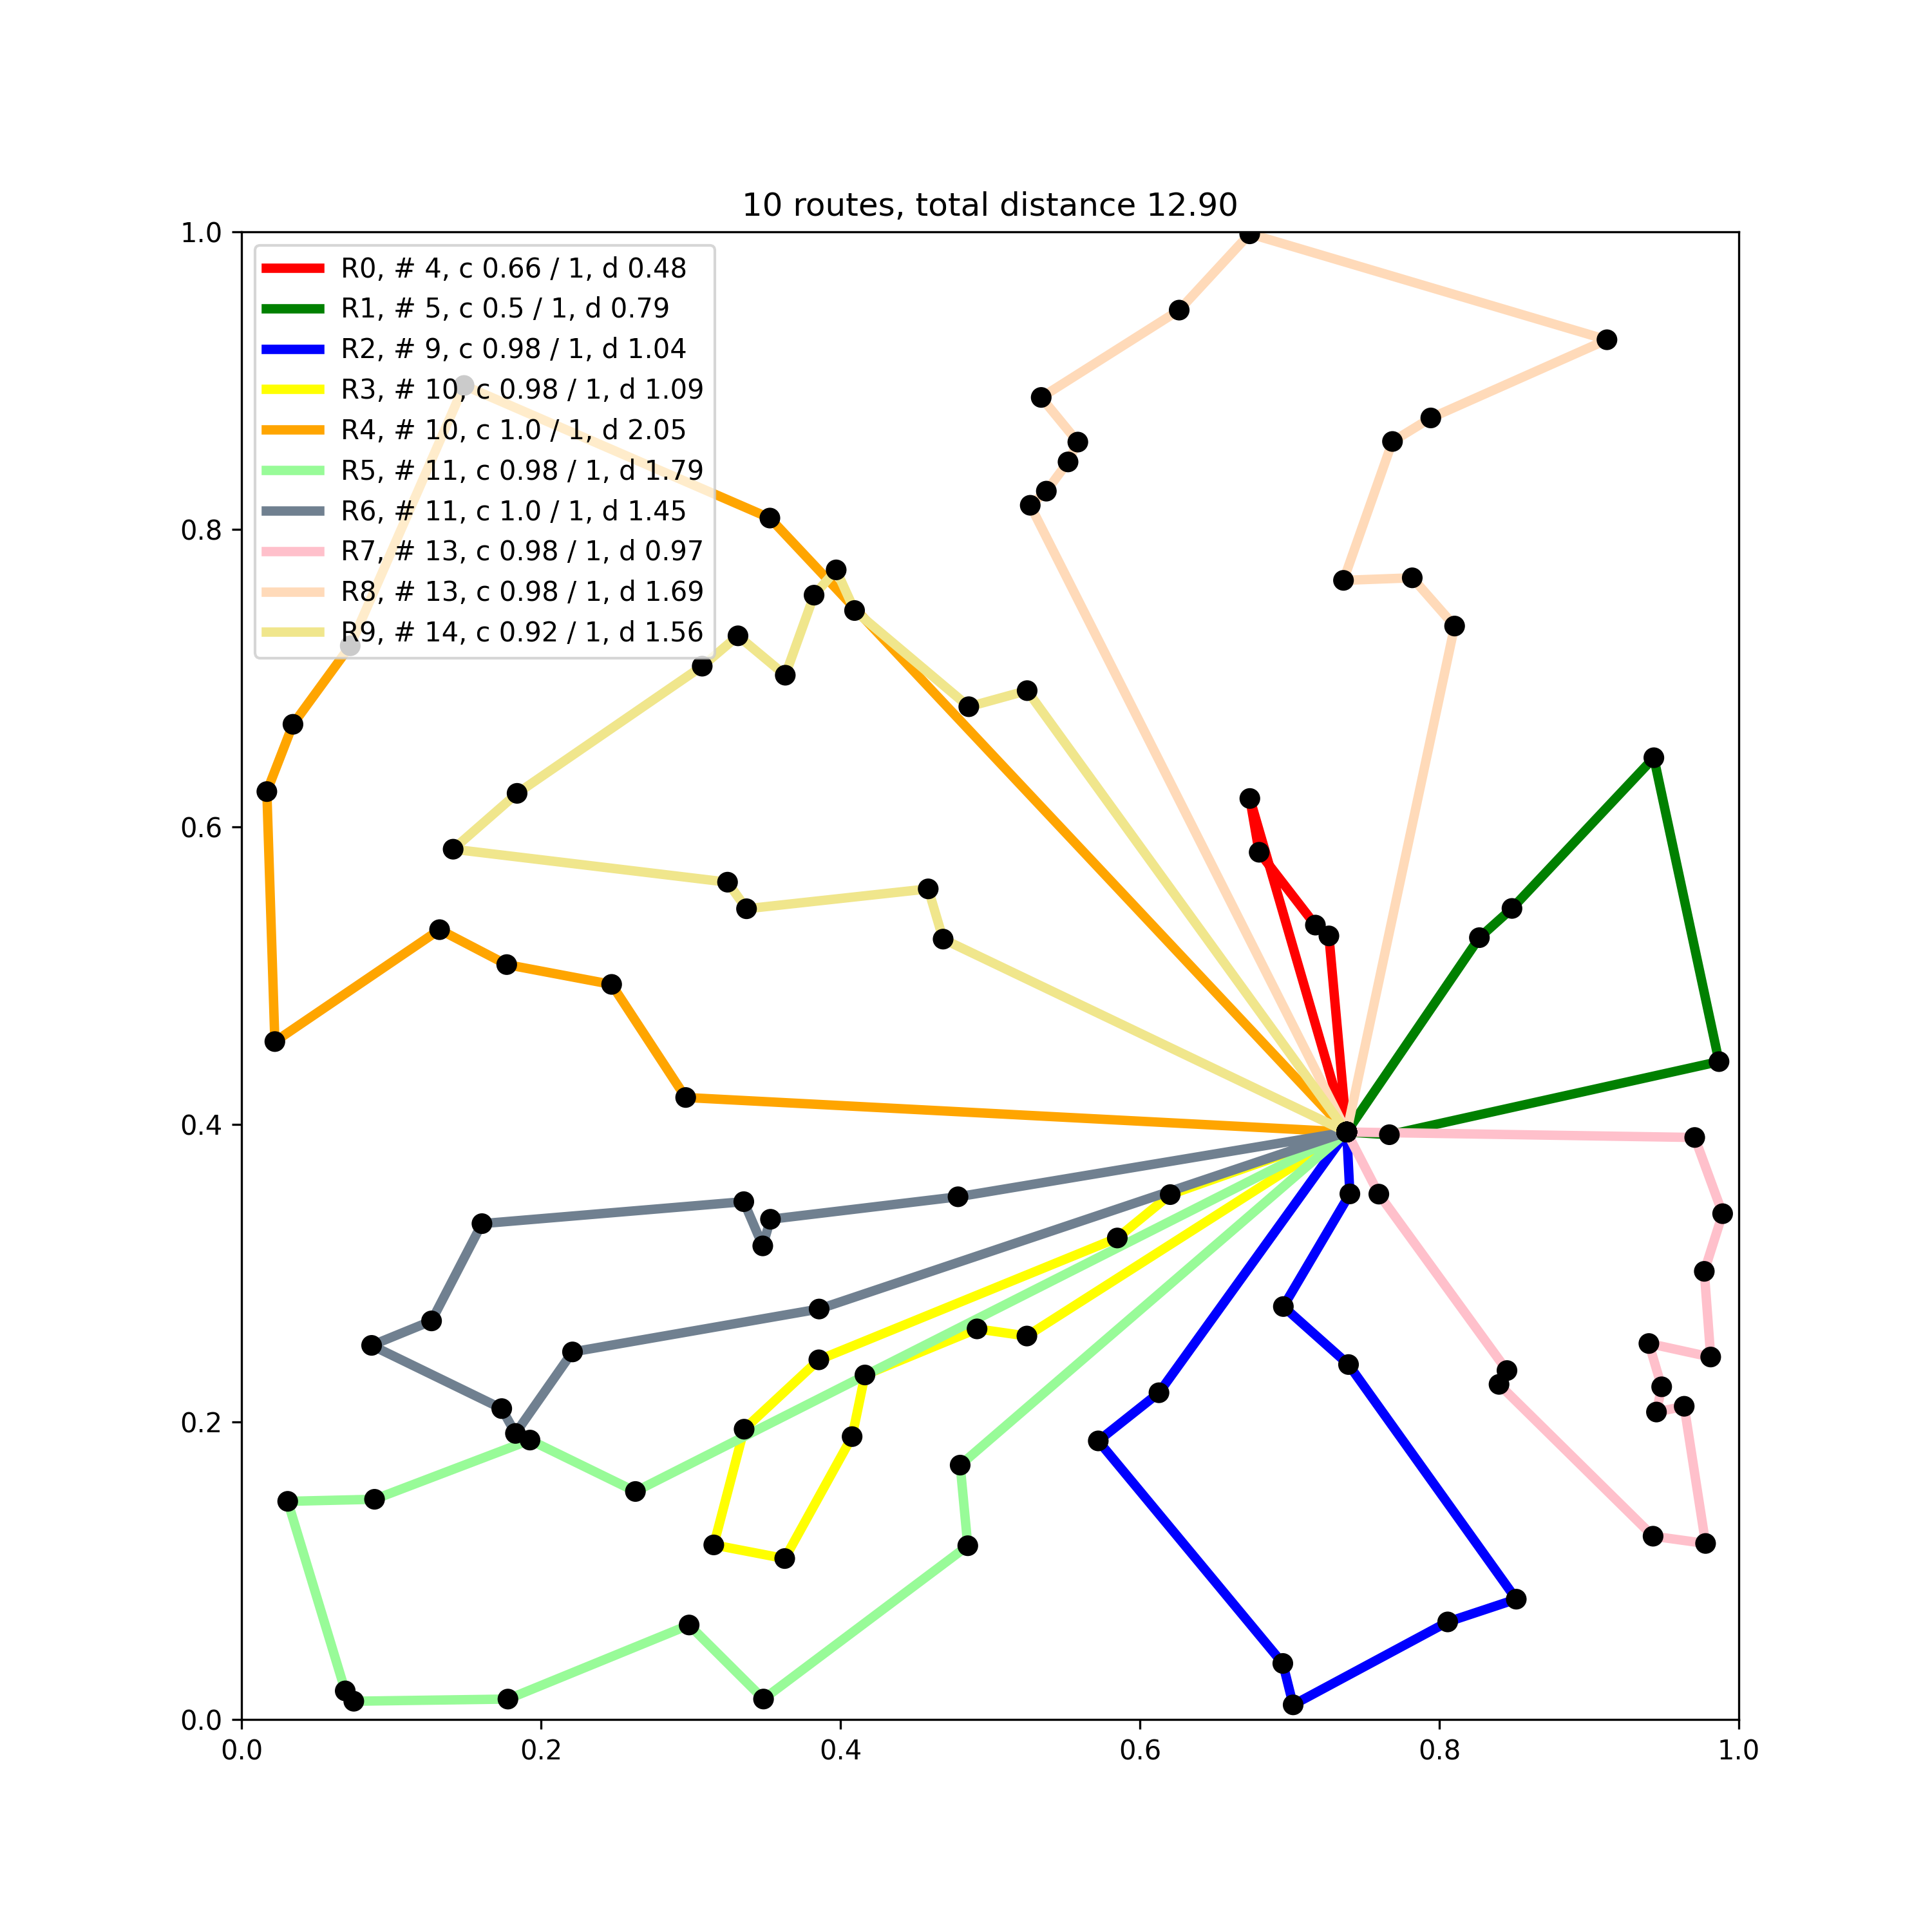 10 routes, total distance 12.90
1.0
0.8
0.6
0.4
0.2
0.0
R0, # 4, c 0.66 / 1, d 0.48
R1, # 5, c 0.5 / 1, d 0.79
R2, # 9, c 0.98 / 1, d 1.04
R3, # 10, c 0.98 / 1, d 1.09
R4, # 10, c 1.0 / 1, d 2.05
R5, # 11, c 0.98 / 1, d 1.79
R6, # 11, c 1.0 / 1, d 1.45
R7, # 13, c 0.98 / 1, d 0.97
R8, # 13, c 0.98 / 1, d 1.69
R9, # 14, c 0.92 / 1, d 1.56
0.0 0.2 0.4 0.6 0.8 1.0